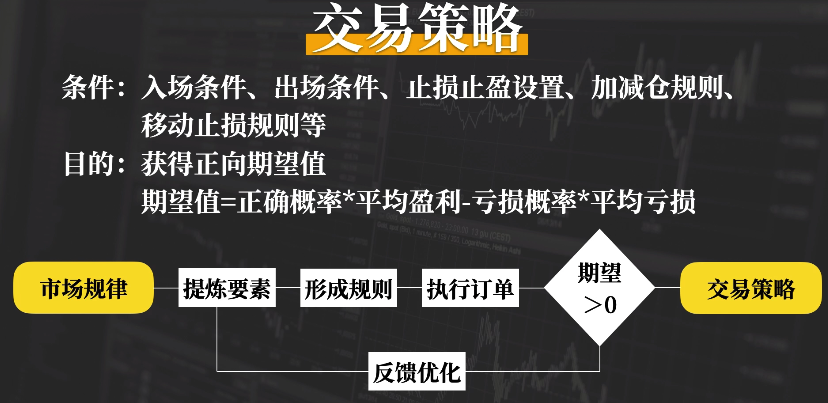 交易策略
条件：入场条件、出场条件、止损止盈设置、加减仓规则、
移动止损规则等
目的：获得正向期望值
期望值=正确概率*平均盈利-亏损概率*平均亏损
市场规律
提炼要素
形成规则
执行订单
期望
＞0
交易策略
反馈优化